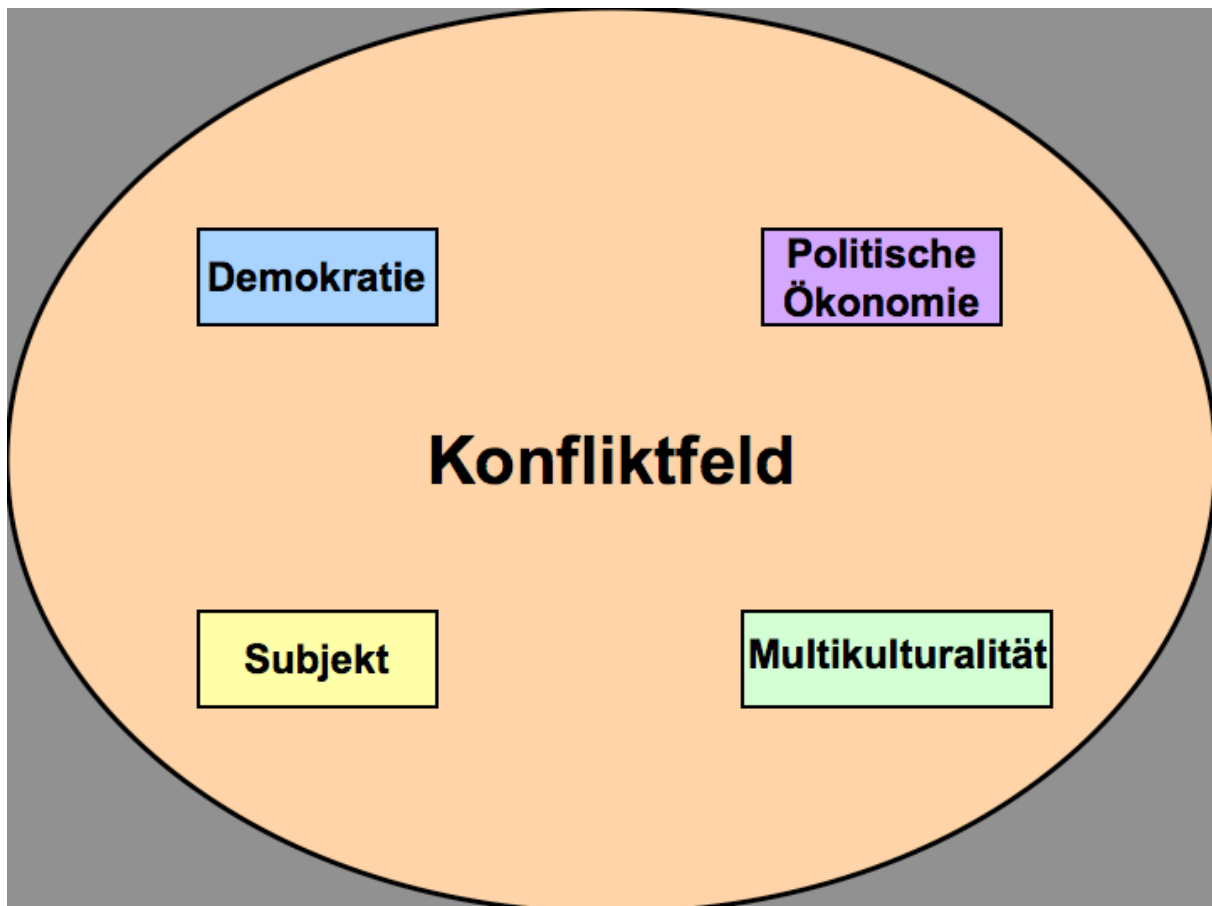 Demokratie
Politische
Ökonomie
Konfliktfeld
Subjekt
Multikulturalität